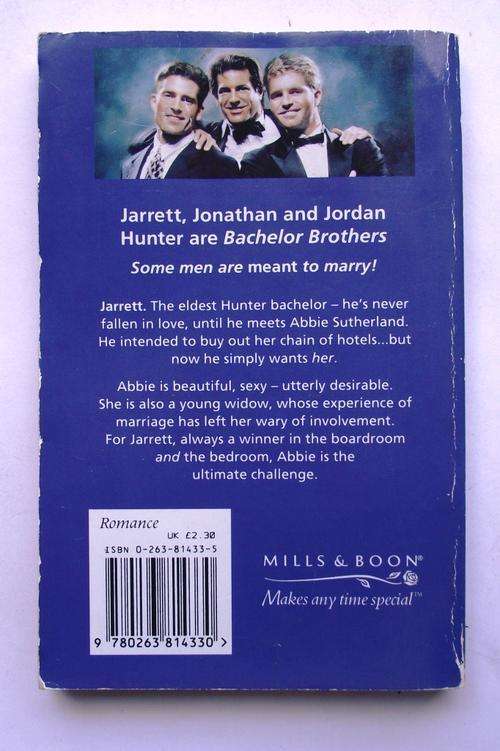 Jarrett, Jonathan and Jordan
Hunter are Bachelor Brothers
Some men are meant to marry!
Jarrett. The eldest Hunter bachelor – he's never
fallen in love, until he meets Abbie Sutherland.
He intended to buy out her chain of hotels...but
now he simply wants her.
Abbie is beautiful, sexy – utterly desirable.
She is also a young widow, whose experience of
marriage has left her wary of involvement.
For Jarrett, always a winner in the boardroom
and the bedroom, Abbie is the
ultimate challenge.
Romance
UK £2.30
ISBN 0-263-81433-5
9 780263 814330 >
MILLS & BOON®
Makes any time special™